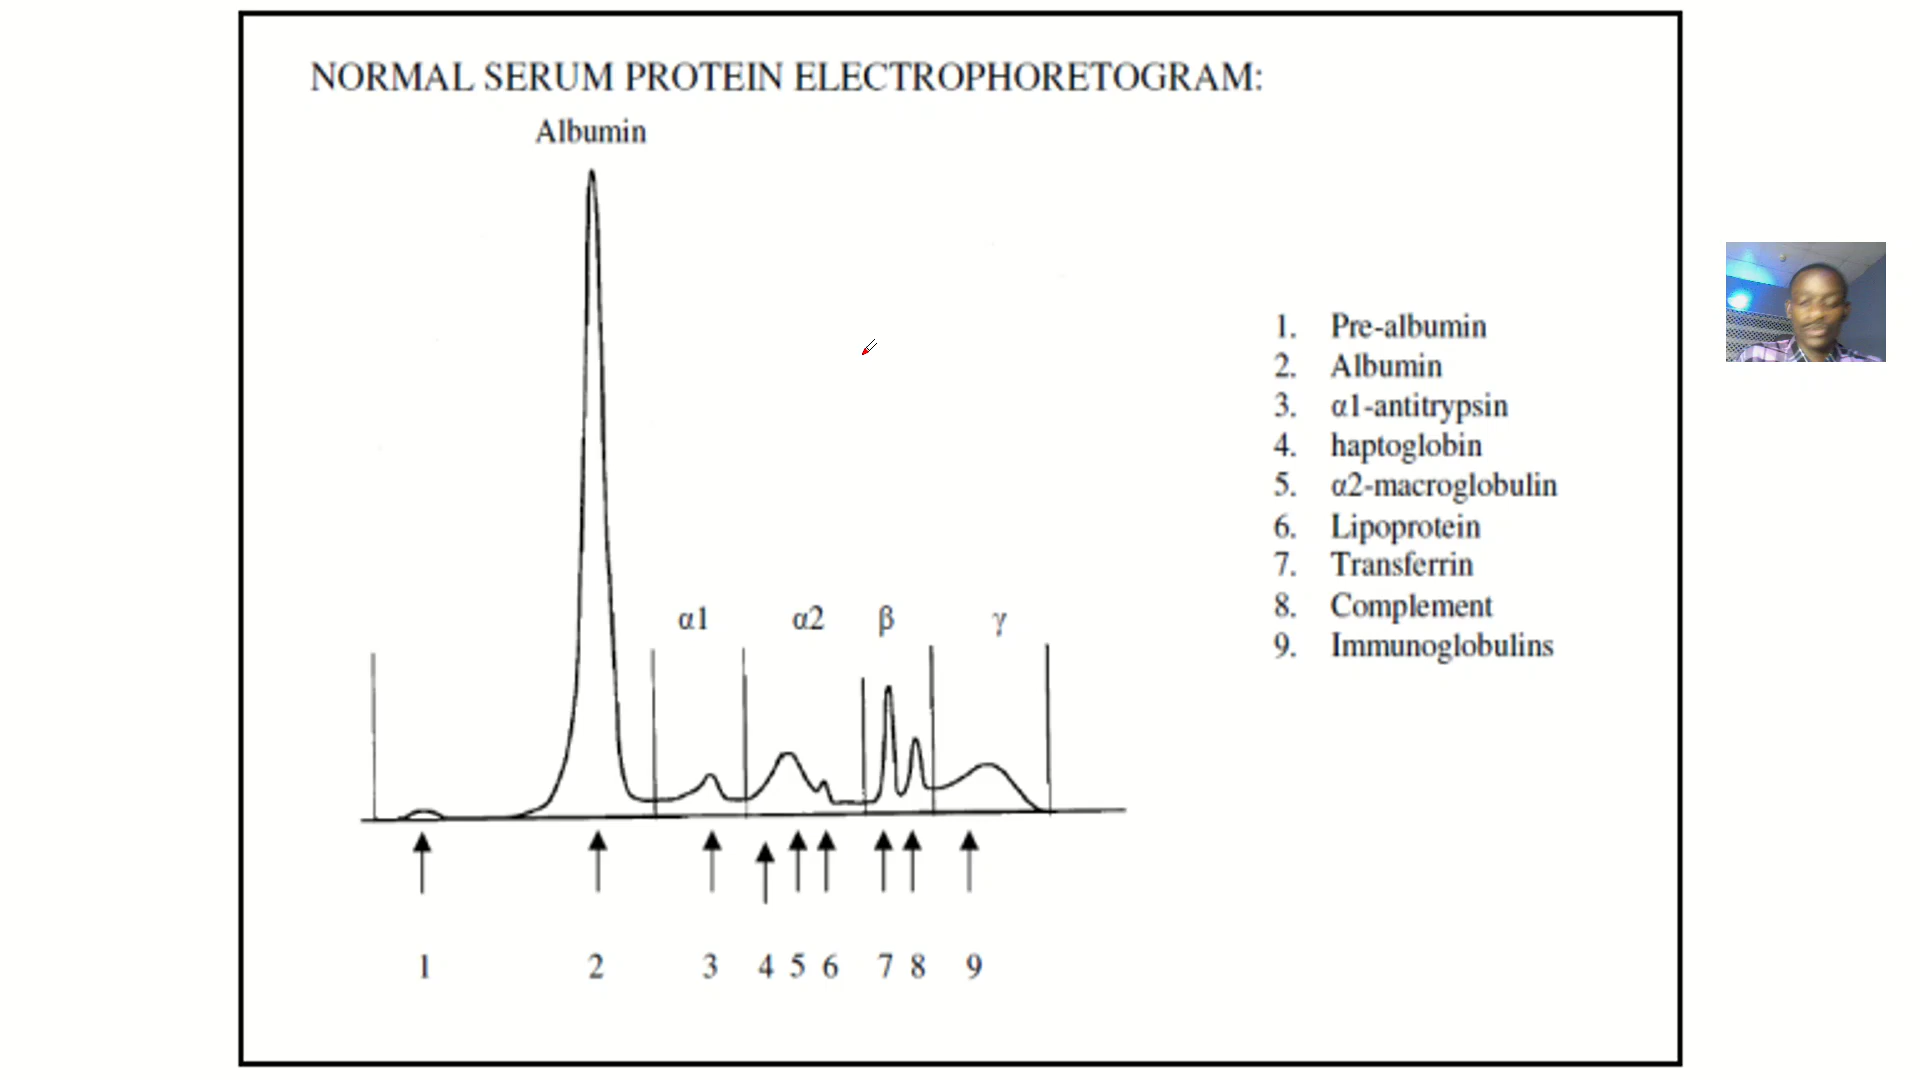 NORMAL SERUM PROTEIN ELECTROPHORETOGRAM:
Albumin
α1 α2 β γ
1 2 3 4 5 6 7 8 9
1. Pre-albumin
2. Albumin
3. α1-antitrypsin
4. haptoglobin
5. α2-macroglobulin
6. Lipoprotein
7. Transferrin
8. Complement
9. Immunoglobulins